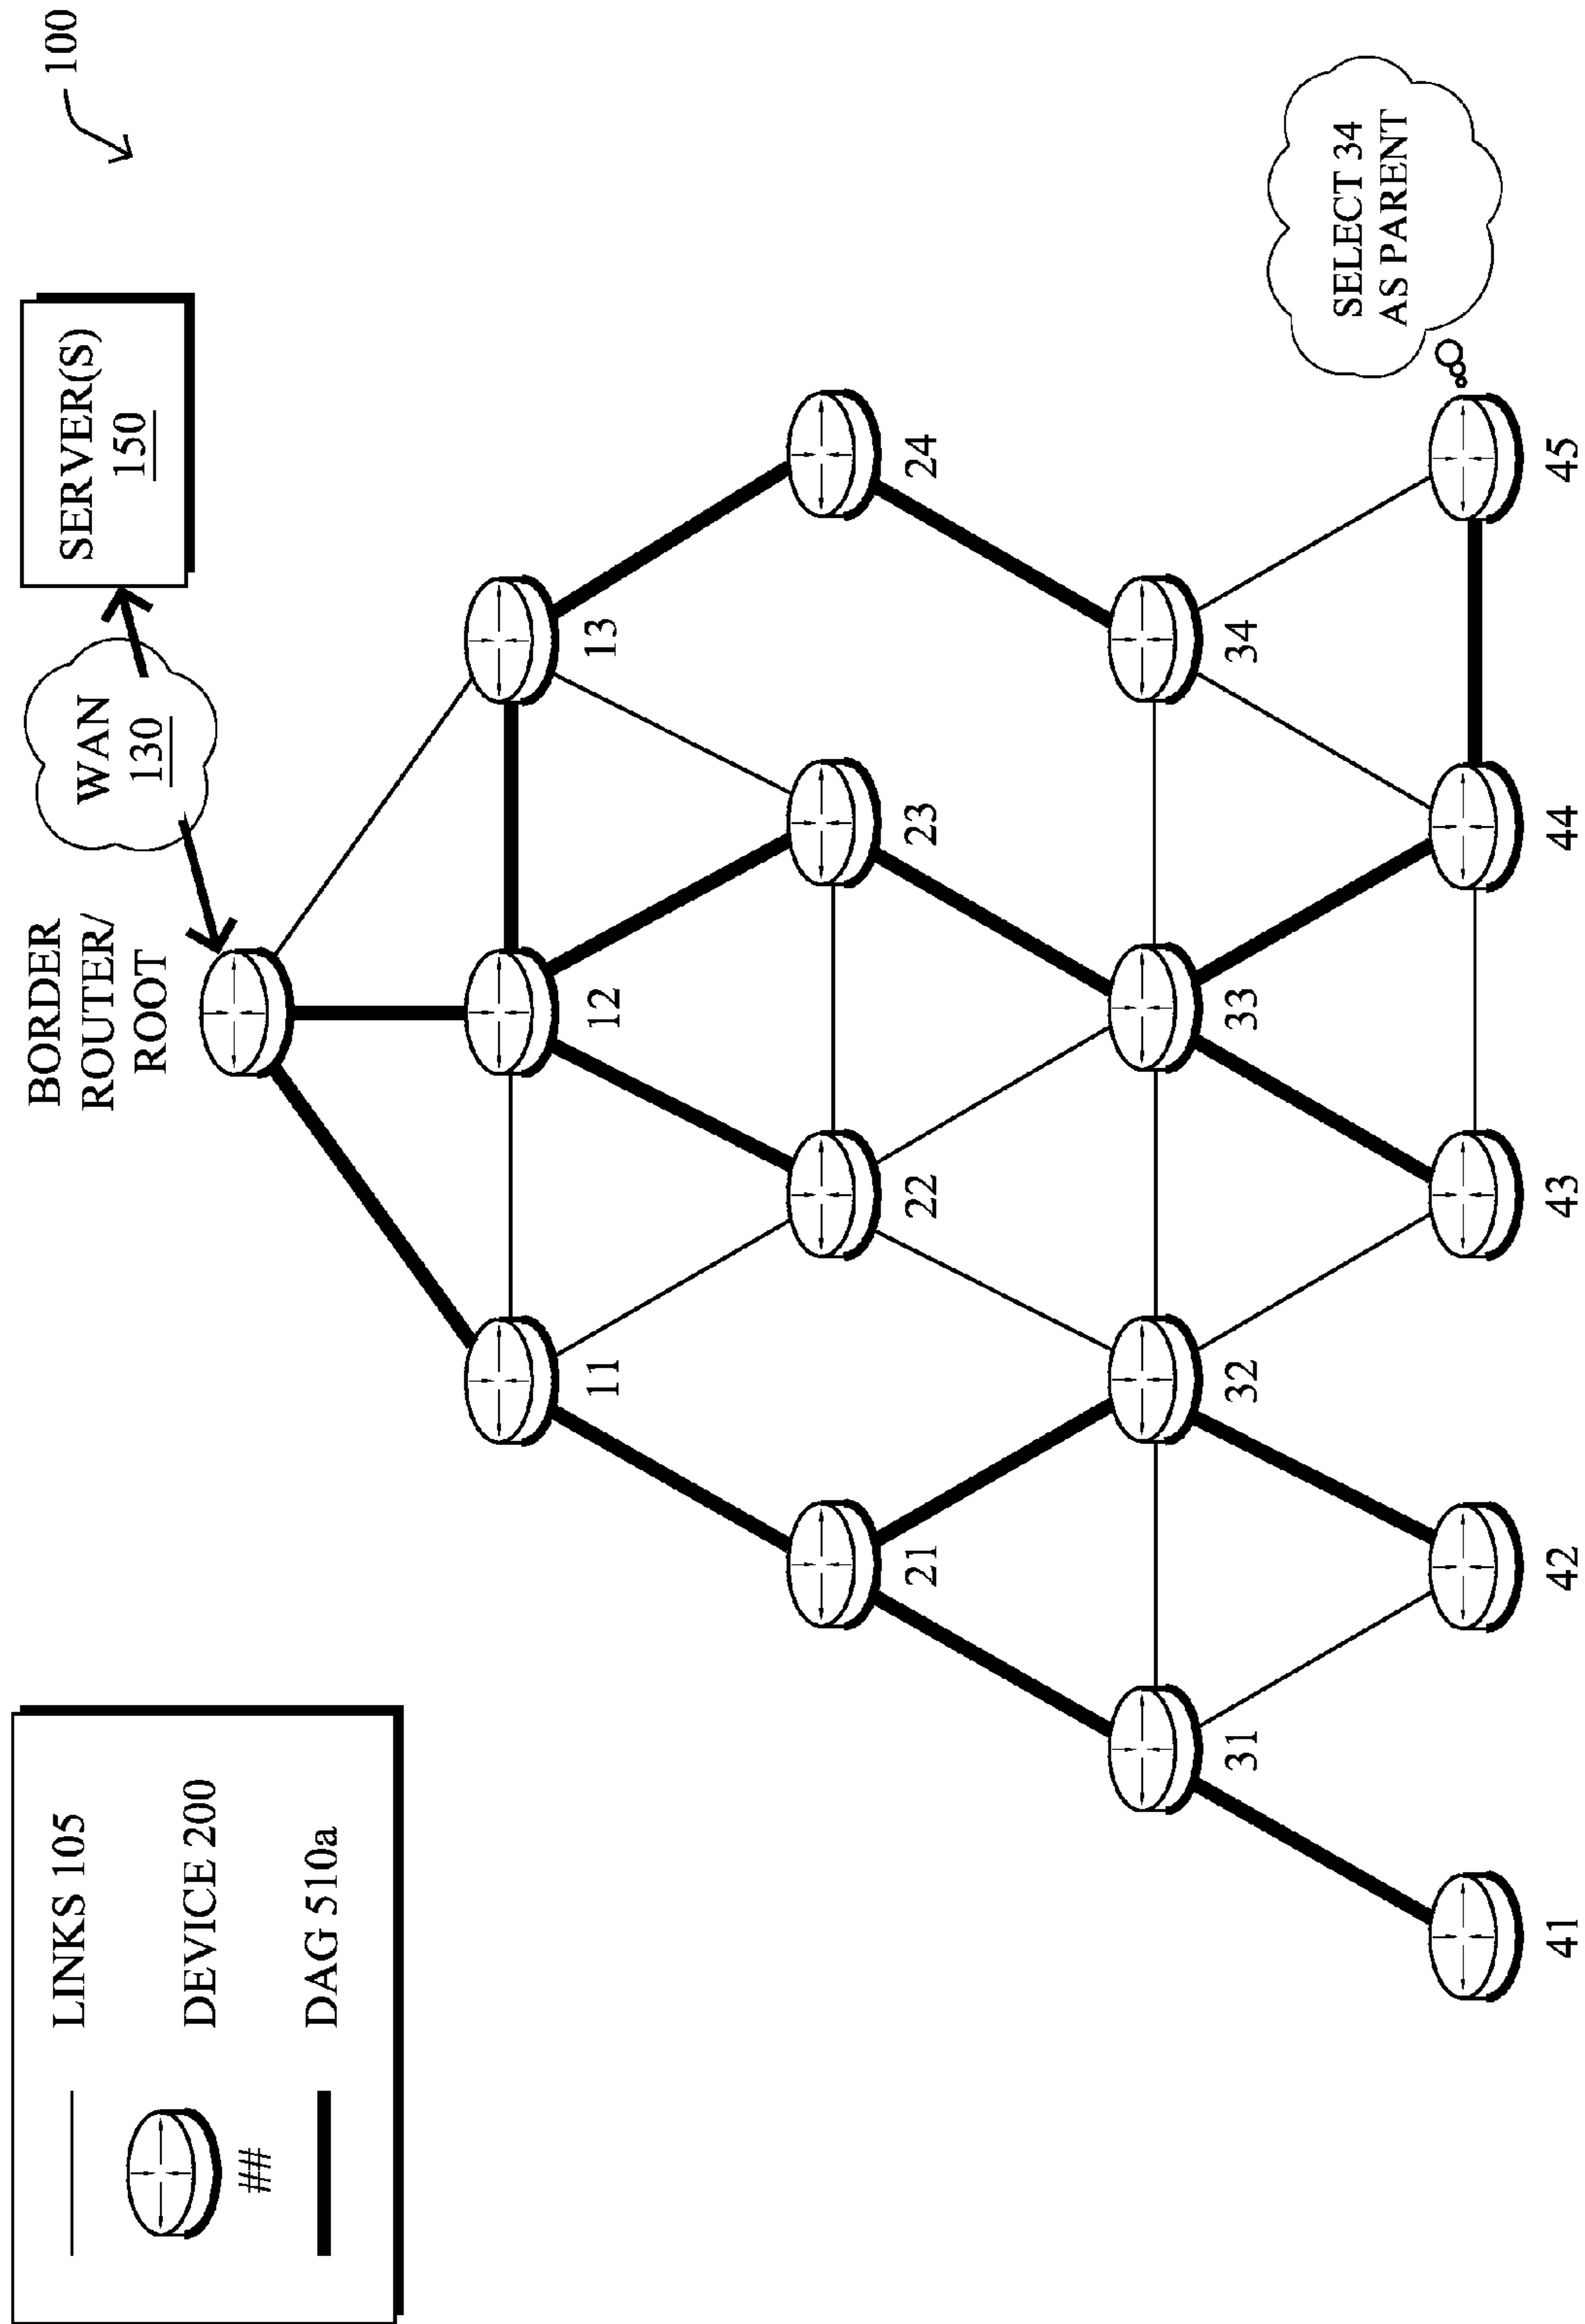 100
LINKS 105
DEVICE 200
##
DAG 510a
BORDER
ROUTER/
ROOT
WAN
130
SERVER(S)
150
11
12
13
21
22
23
24
31
32
33
34
41
42
43
44
45
SELECT 34
AS PARENT